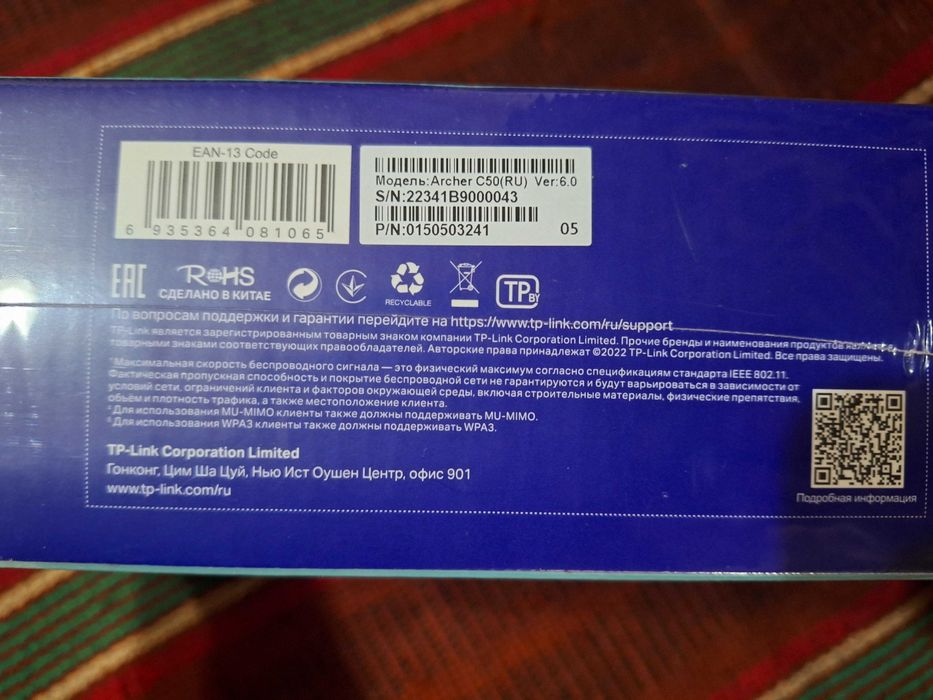 EAN-13 Code
6 935364 081065
Модель:Archer C50(RU) Ver:6.0
S/N:22341B9000043
P/N:0150503241 05
EAC
RoHS
СДЕЛАНО В КИТАЕ
RECYCLABLE
TP BY
По вопросам поддержки и гарантии перейдите на https://www.tp-link.com/ru/support
TP-Link является зарегистрированным товарным знаком компании TP-Link Corporation Limited. Прочие бренды и наименования продуктов
товарными знаками соответствующих правообладателей. Авторские права принадлежат ©2022 TP-Link Corporation Limited. Все права защищены.
Максимальная скорость беспроводного сигнала — это физический максимум согласно спецификациям стандарта IEEE 802.11.
Фактическая пропускная способность и покрытие беспроводной сети не гарантируются и будут варьироваться в зависимости от
условий сети, ограничений клиента и факторов окружающей среды, включая строительные материалы, физические препятствия,
объём и плотность трафика, а также местоположение клиента.
Для использования MU-MIMO клиенты также должны поддерживать MU-MIMO.
Для использования WPA3 клиенты также должны поддерживать WPA3.
TP-Link Corporation Limited
Гонконг, Цим Ша Цуй, Нью Ист Оушен Центр, офис 901
www.tp-link.com/ru
Подробная информация